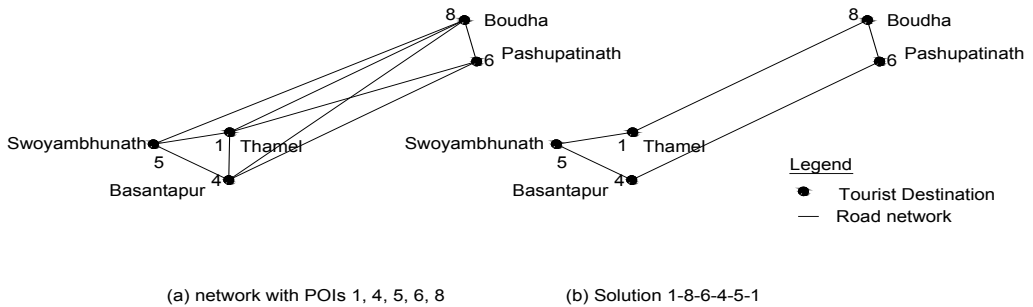 8 Boudha
6 Pashupatinath
Swoyambhunath
5
1 Thamel
4
Basantapur
(a) network with POIs 1, 4, 5, 6, 8
8 Boudha
6 Pashupatinath
Swoyambhunath
5
1 Thamel
4
Basantapur
Legend
Tourist Destination
Road network
(b) Solution 1-8-6-4-5-1